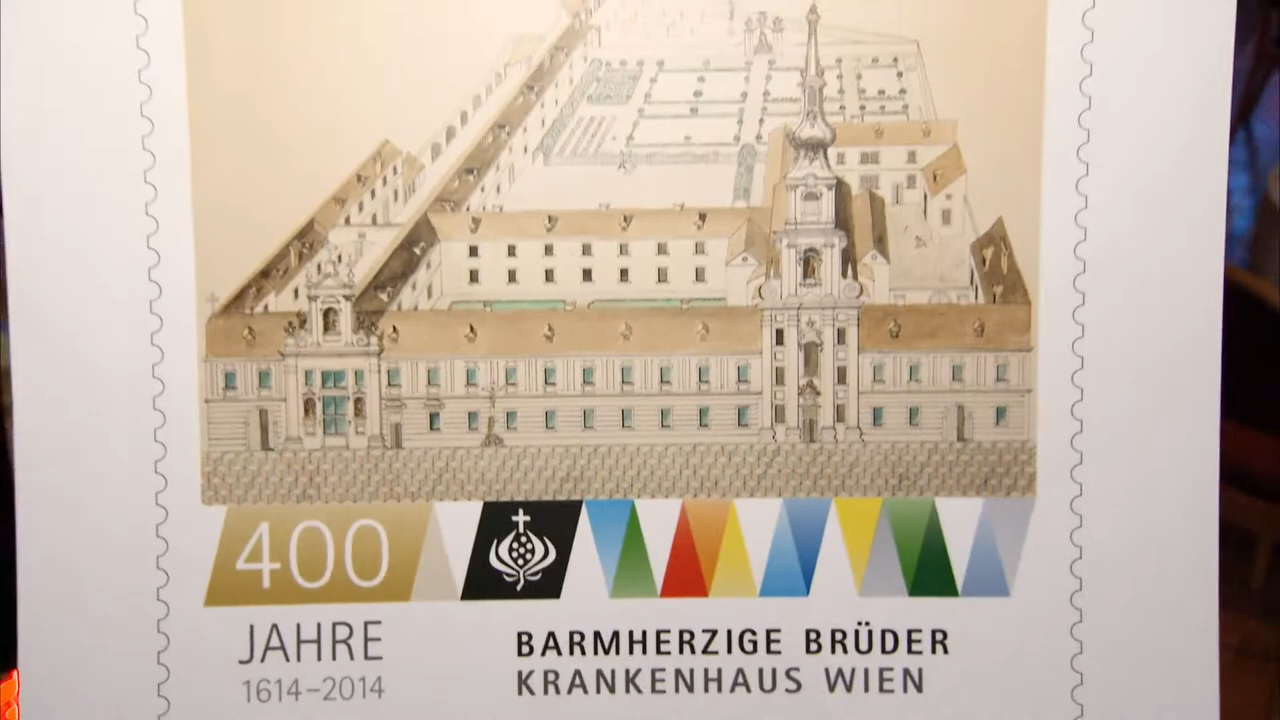 400
JAHRE
1614–2014
BARMHERZIGE BRÜDER
KRANKENHAUS WIEN